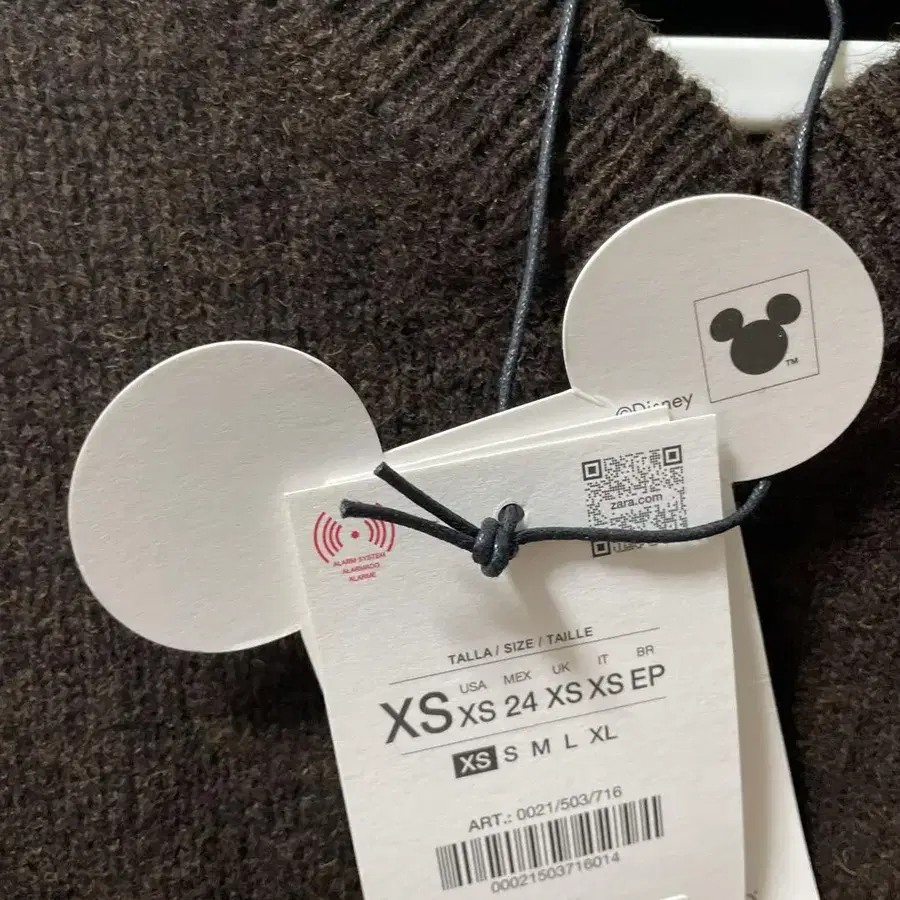 TM
©Disney
zara.com
ALARM SYSTEM
ALARMADO
ALARME
TALLA / SIZE / TAILLE
USA MEX UK IT BR
XS XS 24 XS XS EP
XS S M L XL
ART.: 0021/503/716
00021503716014